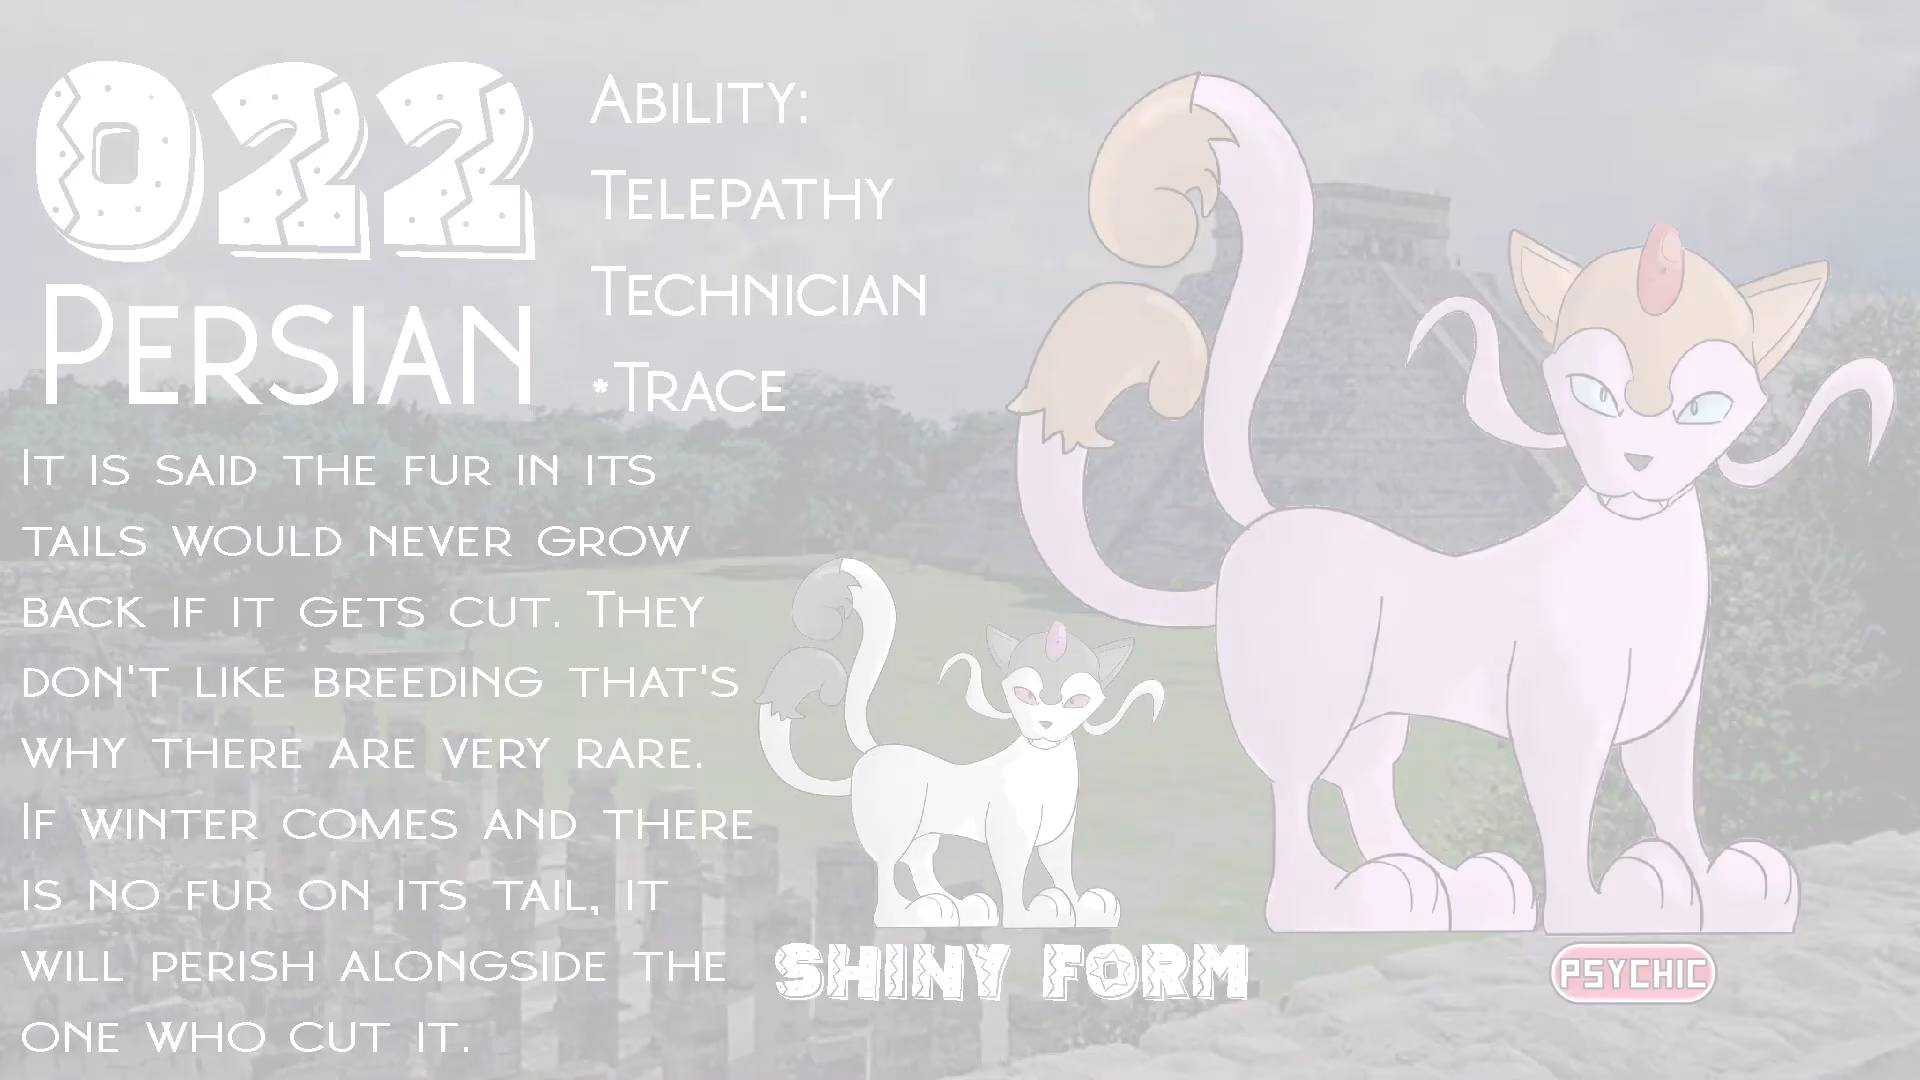 022
PERSIAN
ABILITY:
TELEPATHY
TECHNICIAN
*TRACE
IT IS SAID THE FUR IN ITS
TAILS WOULD NEVER GROW
BACK IF IT GETS CUT. THEY
DON'T LIKE BREEDING THAT'S
WHY THERE ARE VERY RARE.
IF WINTER COMES AND THERE
IS NO FUR ON ITS TAIL, IT
WILL PERISH ALONGSIDE THE
ONE WHO CUT IT.
SHINY FORM
PSYCHIC